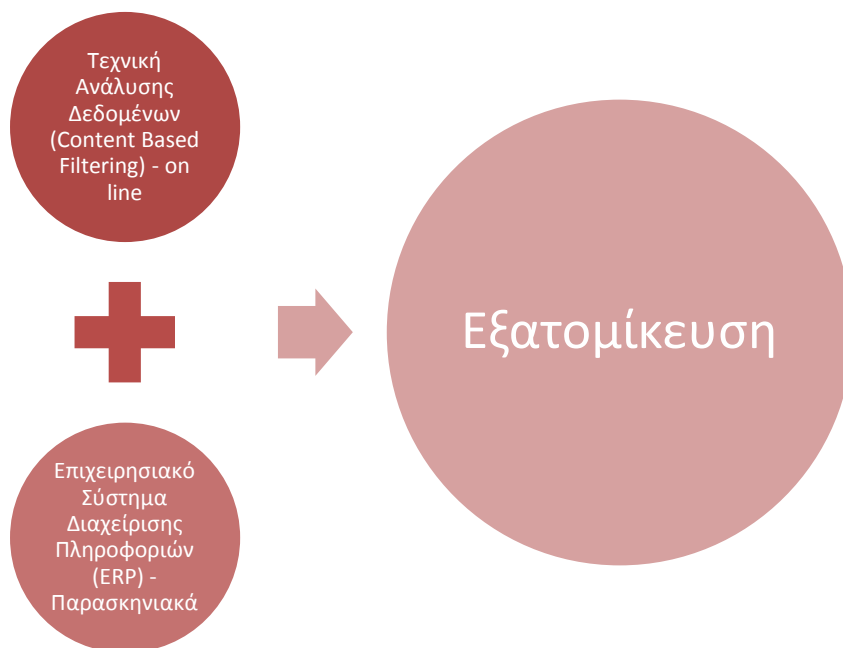 Τεχνική
Ανάλυσης
Δεδομένων
(Content Based
Filtering) - on
line
Επιχειρησιακό
Σύστημα
Διαχείρισης
Πληροφοριών
(ERP) -
Παρασκηνιακά
Εξατομίκευση